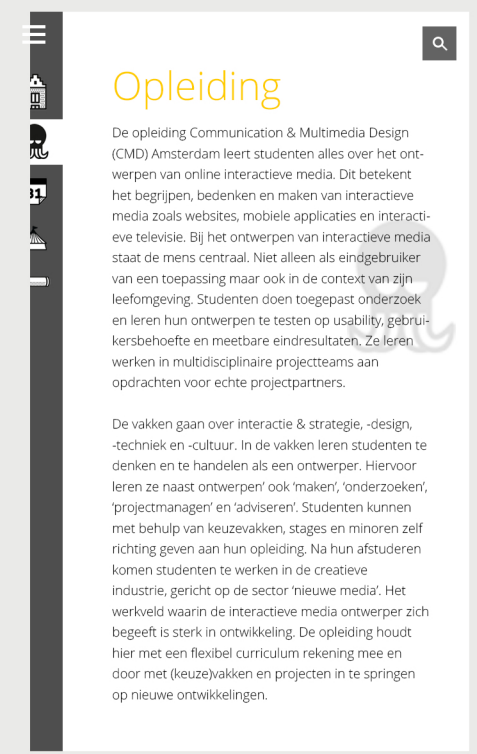 Opleiding
De opleiding Communication & Multimedia Design
(CMD) Amsterdam leert studenten alles over het ont-
werpen van online interactieve media. Dit betekent
het begrijpen, bedenken en maken van interactieve
media zoals websites, mobiele applicaties en interacti-
eve televisie. Bij het ontwerpen van interactieve media
staat de mens centraal. Niet alleen als eindgebruiker
van een toepassing maar ook in de context van zijn
leefomgeving. Studenten doen toegepast onderzoek
en leren hun ontwerpen te testen op usability, gebrui-
kersbehoefte en meetbare eindresultaten. Ze leren
werken in multidisciplinaire projectteams aan
opdrachten voor echte projectpartners.
De vakken gaan over interactie & strategie, -design,
-techniek en -cultuur. In de vakken leren studenten te
denken en te handelen als een ontwerper. Hiervoor
leren ze naast ontwerpen’ ook ‘maken’, ‘onderzoeken’,
‘projectmanagen’ en ‘adviseren’. Studenten kunnen
met behulp van keuzevakken, stages en minoren zelf
richting geven aan hun opleiding. Na hun afstuderen
komen studenten te werken in de creatieve
industrie, gericht op de sector ‘nieuwe media’. Het
werkveld waarin de interactieve media ontwerper zich
begeeft is sterk in ontwikkeling. De opleiding houdt
hier met een flexibel curriculum rekening mee en
door met (keuze)vakken en projecten in te springen
op nieuwe ontwikkelingen.
31